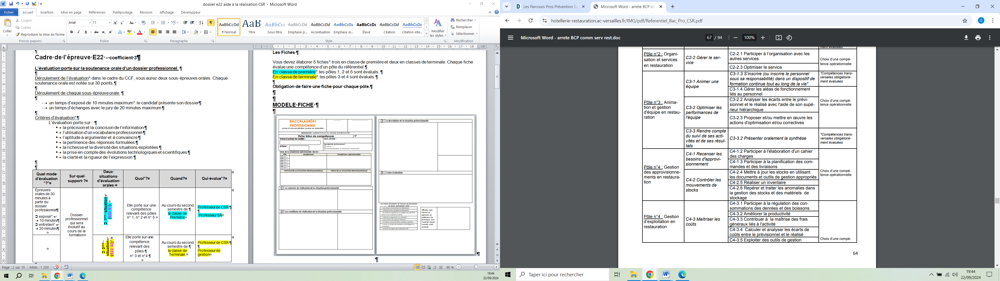 dossier e22 aide à la réalisation CSR - Microsoft Word
Fichier Accueil Insertion Mise en page Références Publipostage Révision Affichage Développeur
Coller
Couper
Copier
Reproduire la mise en forme
Presse-papiers
Arial 11
Police
Paragraphe
AaBbCcDd AaB AaBbCcI AaBbCcDd AaBbCcDd AaBbCcDd AaBbCcDc AaBbCcDd AaBbCcDd
¶ Normal Titre Sous-titre Emphase p... Accentuation Emphase in... Élevé Citation Citation inte...
Style
Modifier les styles
Rechercher
Remplacer
Sélectionner
Modification
Cadre de l'épreuve E22 – coefficient 3¶
L'évaluation porte sur la soutenance orale d'un dossier professionnel. ¶
Déroulement de l'évaluation°: dans le cadre du CCF, vous aurez deux sous-épreuves orales. Chaque
soutenance orale est notée sur 30 points.¶
Déroulement de chaque sous-épreuve orale : ¶
- un temps d'exposé de 10 minutes maximum°: le candidat présente son dossier¶
- un temps d'échanges avec le jury de 20 minutes maximum ¶
Critères d'évaluation°:¶
L'évaluation porte sur : ¶
▪ la précision et la concision de l'information ¶
▪ l'utilisation d'un vocabulaire professionnel ¶
▪ l'aptitude à argumenter et à convaincre ¶
▪ la pertinence des réponses formulées ¶
▪ la richesse et la diversité des situations exploitées ¶
▪ la prise en compte des évolutions technologiques et scientifiques ¶
▪ la clarté et la rigueur de l'expression.¶
Quel mode d'évaluation °?°¤
Sur quel support ?¤
Deux situations d'évaluation orales ¤
Quoi°?¤
Quand?¤
Qui évalue°?¤
Épreuves orales de 30 minutes à partir du dossier professionnel¶
➲ exposé°:
10 minutes¶
➲ entretien°:
20 minutes¶
Dossier professionnel qui sera évolutif au cours de la formation¤
➲ 1ère situation
(E22 S1)
Elle porte sur une compétence relevant des pôles n° 1, n° 2 et n° 5.¤
Au cours du second semestre de ¶
la classe de Première¤
Professeur de CSR ¶
Professeur SA¤
➲ 2ème situation
(E22 S2)
Elle porte sur une compétence relevant des pôles ¶
n° 3 et n°4.¶
Au cours du second semestre de ¶
la classe de Terminale ¤
Professeur de CSR ¶
Professeur de gestion¤
Les Fiches ¶
Vous devez élaborer 5 fiches°: trois en classe de première et deux en classes de terminale. Chaque fiche
évalue une compétence d'un pôle du référentiel.¶
En classe de première°: les pôles 1, 2 et 5 sont évalués. ¶
En classe de terminale°: les pôles 3 et 4 sont évalués.¶
Obligation de faire une fiche pour chaque pôle.¶
MODELE FICHE ¶
BACCALAURÉAT
PROFESSIONNEL
cuisine et commercialisation services en restauration
Épreuve E22 – présentation du dossier professionnel
Fiche bilan de compétences N°
Nom et prénom du candidat :
Date, période :
Classe :
Baccalauréat professionnel :
cuisine
commercialisation et services en restauration
Choix de la compétence opérationnelle décrite :
Pôle compétences Compétence opérationnelles
INTITULÉ DE LA SITUATION PROFESSIONNELLE CHOIX DE LA SITUATION PROFESSIONNELLE
① Le contexte de réalisation de la situation professionnelle
② Les conditions de réalisation de la situation professionnelle
③ La description de la situation professionnelle
④ L'auto-évaluation
date, nom, Prénom et signature du professeur (ou formateur) sous l'autorité duquel l'activité a été conduite
Page : 2 sur 10 Mots : 1 250 90 %
19:44
22/09/2024
Les Parcours Pros Prévention Sa
Microsoft Word - arrete BCP co
hotellerie-restauration.ac-versailles.fr/IMG/pdf/Referentiel_Bac_Pro_CSR.pdf
G
Microsoft Word - arrete BCP comm serv rest.doc 67 / 94 100%
ment évaluées
Pôle n°2 : Organisation et services en restauration
C2-2 Gérer le service
C2-2.1 Participer à l'organisation avec les autres services
C2-2.3 Optimiser le service
Choix d'une compétence opérationnelle
Pôle n°3 : Animation et gestion d'équipe en restauration
C3-1 Animer une équipe
C3-1.3 S'inscrire (ou inscrire le personnel sous sa responsabilité) dans un dispositif de formation continue tout au long de la vie*
*Compétences transversales obligatoirement évaluées
C3-1.4 Gérer les aléas de fonctionnement liés au personnel
C3-2 Optimiser les performances de l'équipe
C3-2.2 Analyser les écarts entre le prévisionnel et le réalisé avec l'aide de son supérieur hiérarchique
C3-2.3 Proposer et/ou mettre en œuvre les actions d'optimisation et/ou correctives
Choix d'une compétence opérationnelle
C3-3 Rendre compte du suivi de ses activités et de ses résultats
C3-3.2 Présenter oralement la synthèse
*Compétences transversales obligatoirement évaluées
Pôle n°4 : Gestion des approvisionnements en restauration
C4-1 Recenser les besoins d'approvisionnement
C4-1.2 Participer à l'élaboration d'un cahier des charges
C4-1.3 Participer à la planification des commandes et des livraisons
C4-2 Contrôler les mouvements de stocks
C4-2.4 Mettre à jour les stocks en utilisant les documents et outils de gestion appropriés
C4-2.5 Réaliser un inventaire
C4-2.6 Repérer et traiter les anomalies dans la gestion des stocks et des matériels de stockage
Choix d'une compétence opérationnelle
Pôle n°4 : Gestion d'exploitation en restauration
C4-3 Maîtriser les coûts
C4-3.1 Participer à la régulation des consommations des denrées et des boissons
C4-3.2 Améliorer la productivité
C4-3.3 Contribuer à la maîtrise des frais généraux liés à l'activité
C4-3.4 Calculer et analyser les écarts de coûts entre le prévisionnel et le réalisé
C4-3.5 Exploiter des outils de gestion
Choix d'une compé-
64
Taper ici pour rechercher
19:44
22/09/2024